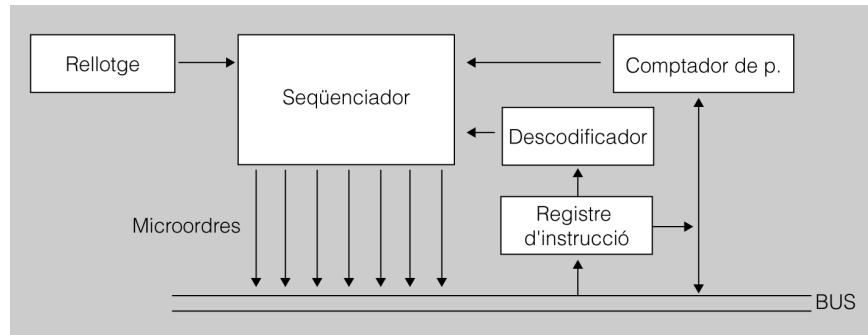 Rellotge
Seqüenciador
Comptador de p.
Descodificador
Registre
d'instrucció
Microordres
BUS